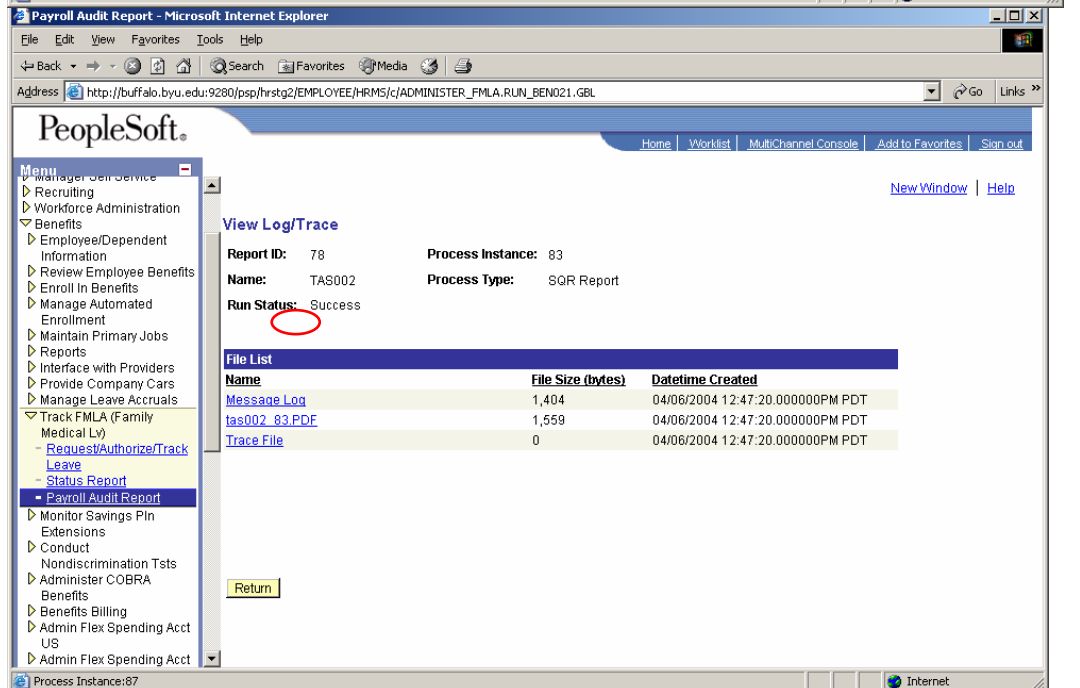 Payroll Audit Report - Microsoft Internet Explorer
File Edit View Favorites Tools Help
Back Search Favorites Media
Address http://buffalo.byu.edu:9280/psp/hrstg2/EMPLOYEE/HRMS/c/ADMINISTER_FMLA.RUN_BEN021.GBL Go Links »
PeopleSoft®
Home Worklist MultiChannel Console Add to Favorites Sign out
Menu
Manager Self Service
Recruiting
Workforce Administration
Benefits
Employee/Dependent
Information
Review Employee Benefits
Enroll In Benefits
Manage Automated
Enrollment
Maintain Primary Jobs
Reports
Interface with Providers
Provide Company Cars
Manage Leave Accruals
Track FMLA (Family
Medical Lv)
- Request/Authorize/Track
Leave
- Status Report
- Payroll Audit Report
Monitor Savings Pln
Extensions
Conduct
Nondiscrimination Tsts
Administer COBRA
Benefits
Benefits Billing
Admin Flex Spending Acct
US
Admin Flex Spending Acct
New Window | Help
View Log/Trace
Report ID: 78 Process Instance: 83
Name: TAS002 Process Type: SQR Report
Run Status: Success
File List
Name File Size (bytes) Datetime Created
Message Log 1,404 04/06/2004 12:47:20.000000PM PDT
tas002_83.PDF 1,559 04/06/2004 12:47:20.000000PM PDT
Trace File 0 04/06/2004 12:47:20.000000PM PDT
Return
Process Instance:87 Internet